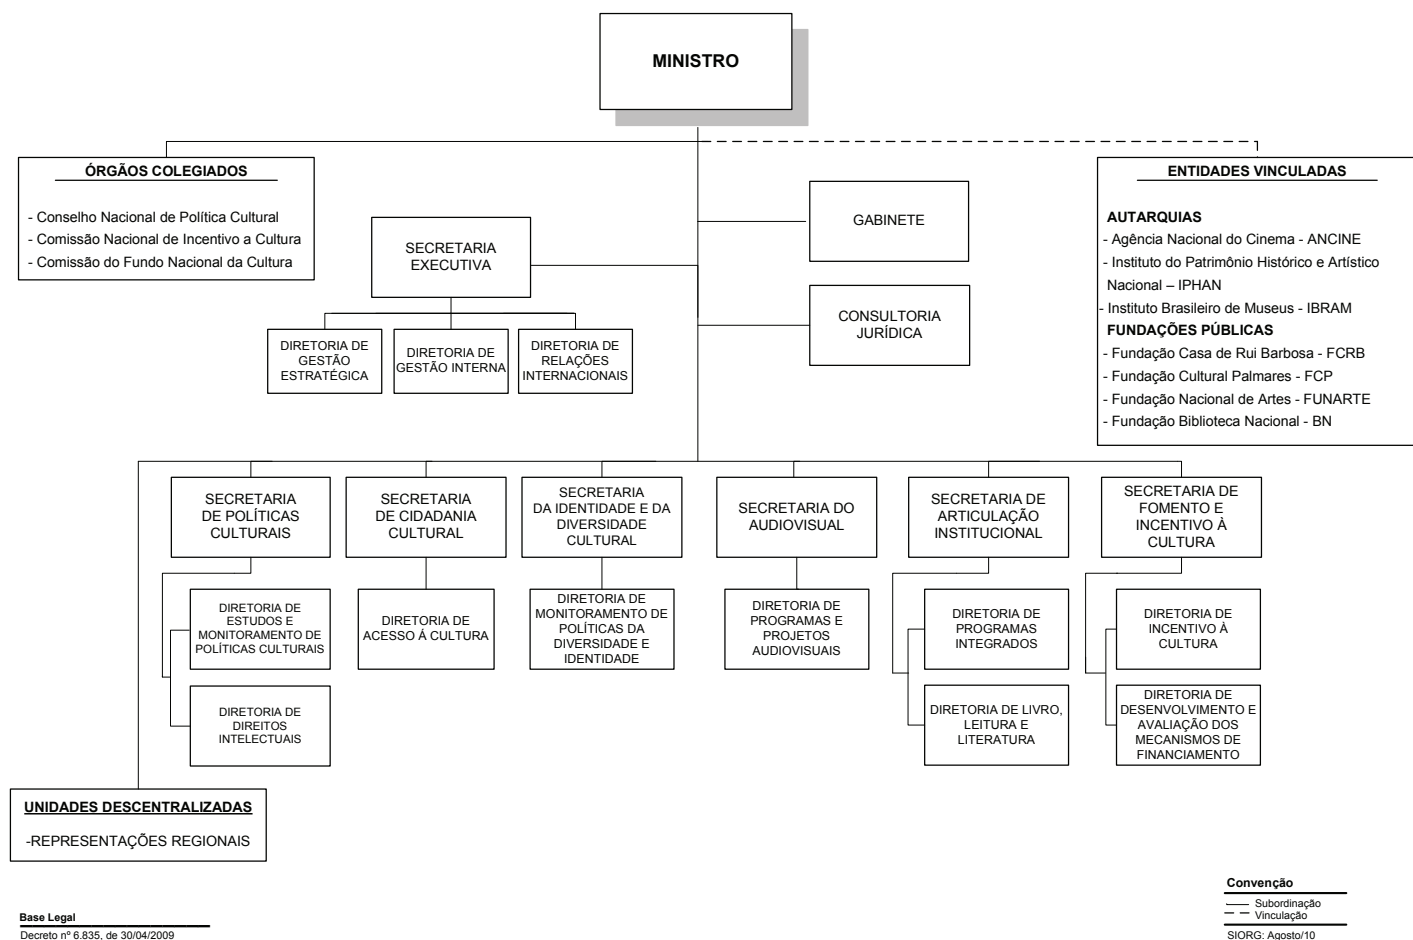 MINISTRO
ÓRGÃOS COLEGIADOS
- Conselho Nacional de Política Cultural
- Comissão Nacional de Incentivo a Cultura
- Comissão do Fundo Nacional da Cultura
ENTIDADES VINCULADAS
AUTARQUIAS
- Agência Nacional do Cinema - ANCINE
- Instituto do Patrimônio Histórico e Artístico
Nacional – IPHAN
- Instituto Brasileiro de Museus - IBRAM
FUNDAÇÕES PÚBLICAS
- Fundação Casa de Rui Barbosa - FCRB
- Fundação Cultural Palmares - FCP
- Fundação Nacional de Artes - FUNARTE
- Fundação Biblioteca Nacional - BN
GABINETE
SECRETARIA
EXECUTIVA
CONSULTORIA
JURÍDICA
DIRETORIA DE
GESTÃO
ESTRATÉGICA
DIRETORIA DE
GESTÃO INTERNA
DIRETORIA DE
RELAÇÕES
INTERNACIONAIS
SECRETARIA
DE POLÍTICAS
CULTURAIS
SECRETARIA
DE CIDADANIA
CULTURAL
SECRETARIA
DA IDENTIDADE E DA
DIVERSIDADE
CULTURAL
SECRETARIA DO
AUDIOVISUAL
SECRETARIA DE
ARTICULAÇÃO
INSTITUCIONAL
SECRETARIA DE
FOMENTO E
INCENTIVO À
CULTURA
DIRETORIA DE
ESTUDOS E
MONITORAMENTO DE
POLÍTICAS CULTURAIS
DIRETORIA DE
ACESSO Á CULTURA
DIRETORIA DE
MONITORAMENTO DE
POLÍTICAS DA
DIVERSIDADE E
IDENTIDADE
DIRETORIA DE
PROGRAMAS E
PROJETOS
AUDIOVISUAIS
DIRETORIA DE
PROGRAMAS
INTEGRADOS
DIRETORIA DE
INCENTIVO À
CULTURA
DIRETORIA DE
DIREITOS
INTELECTUAIS
DIRETORIA DE LIVRO,
LEITURA E
LITERATURA
DIRETORIA DE
DESENVOLVIMENTO E
AVALIAÇÃO DOS
MECANISMOS DE
FINANCIAMENTO
UNIDADES DESCENTRALIZADAS
-REPRESENTAÇÕES REGIONAIS
Convenção
Subordinação
Vinculação
SIORG: Agosto/10
Base Legal
Decreto nº 6.835, de 30/04/2009